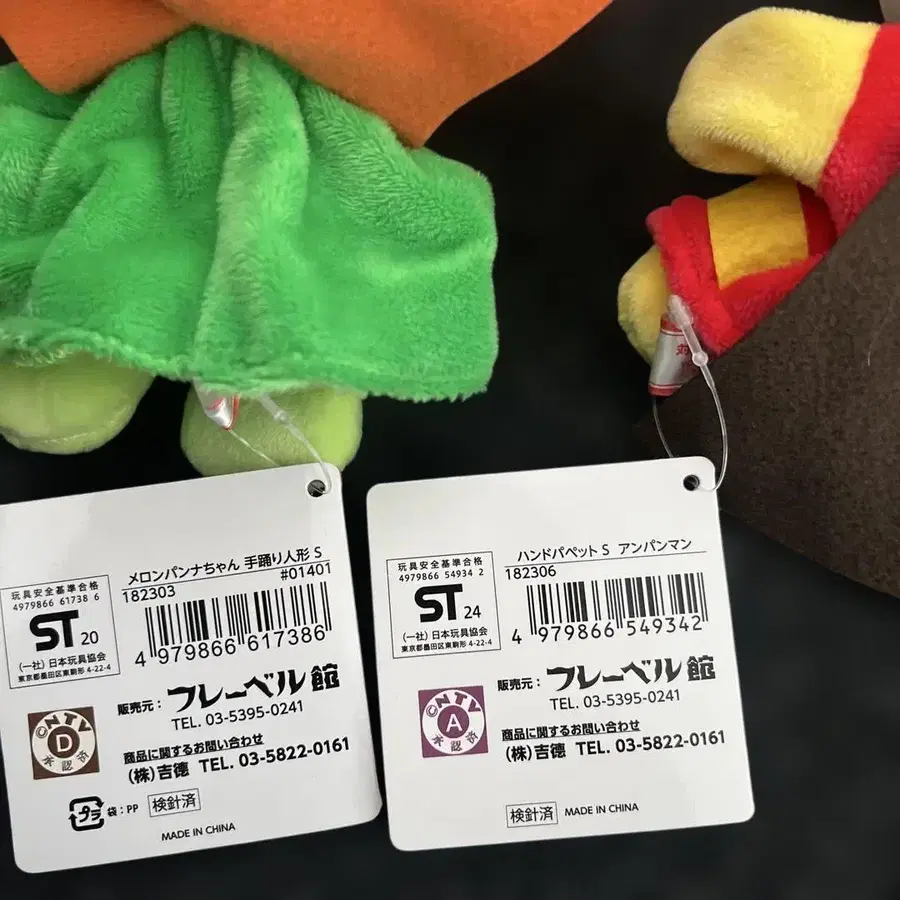 メロンパンナちゃん 手踊り人形 S
#01401
182303
玩具安全基準合格
4979866 61738 6
ST 20
(一社) 日本玩具協会
東京都墨田区東駒形 4-22-4
4 979866 617386
販売元: フレーベル館
TEL. 03-5395-0241
©NTV
D
承認済
商品に関するお問い合わせ
(株)吉徳 TEL. 03-5822-0161
プラ 袋:PP 検針済
MADE IN CHINA
ハンドパペット S アンパンマン
182306
玩具安全基準合格
4979866 54934 2
ST 24
(一社) 日本玩具協会
東京都墨田区東駒形 4-22-4
4 979866 549342
販売元: フレーベル館
TEL. 03-5395-0241
©NTV
A
承認済
商品に関するお問い合わせ
(株)吉徳 TEL. 03-5822-0161
検針済 MADE IN CHINA